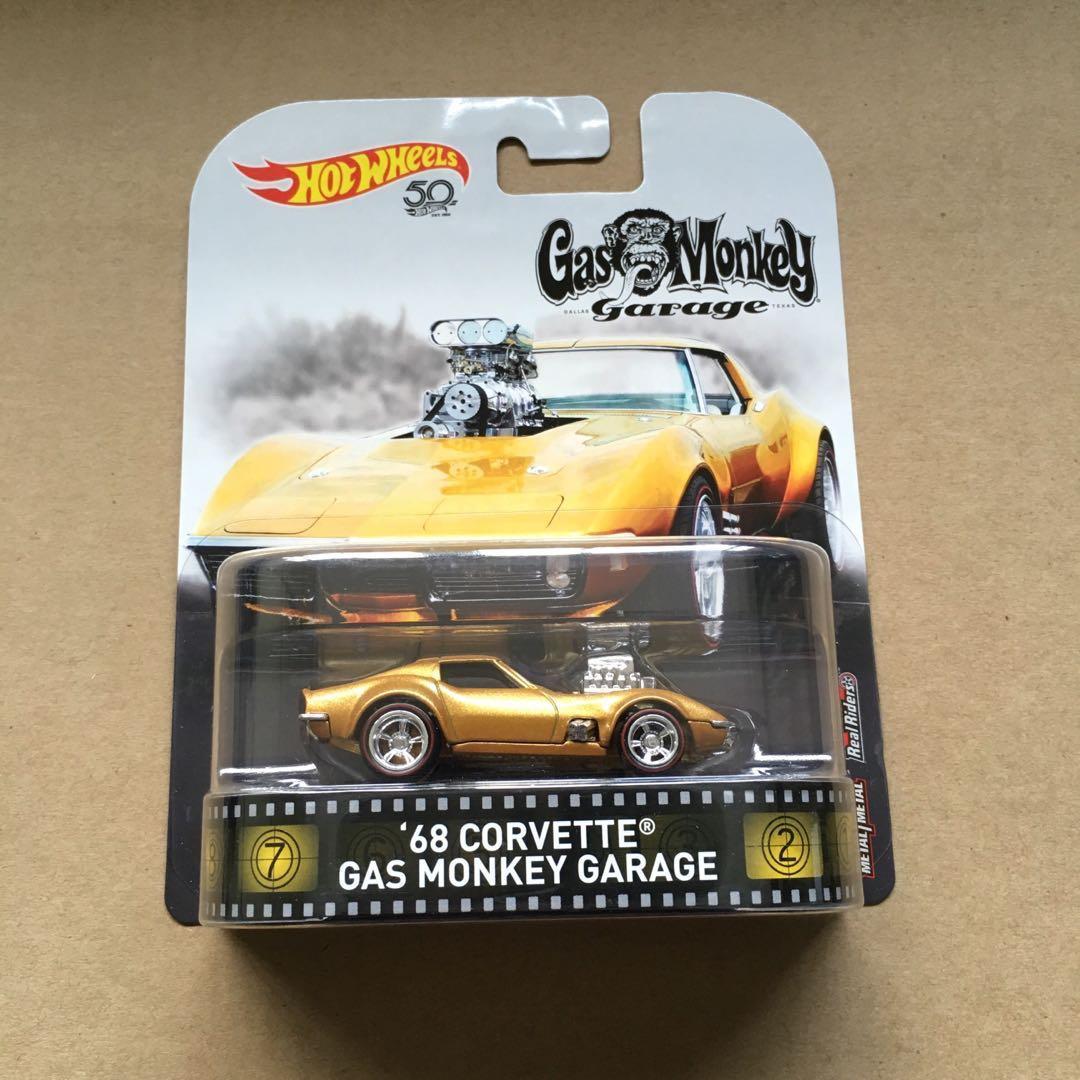 HOT WHEELS
50
Gas Monkey
DALLAS Garage TEXAS
Real Riders
METAL/METAL
7
2
'68 CORVETTE®
GAS MONKEY GARAGE